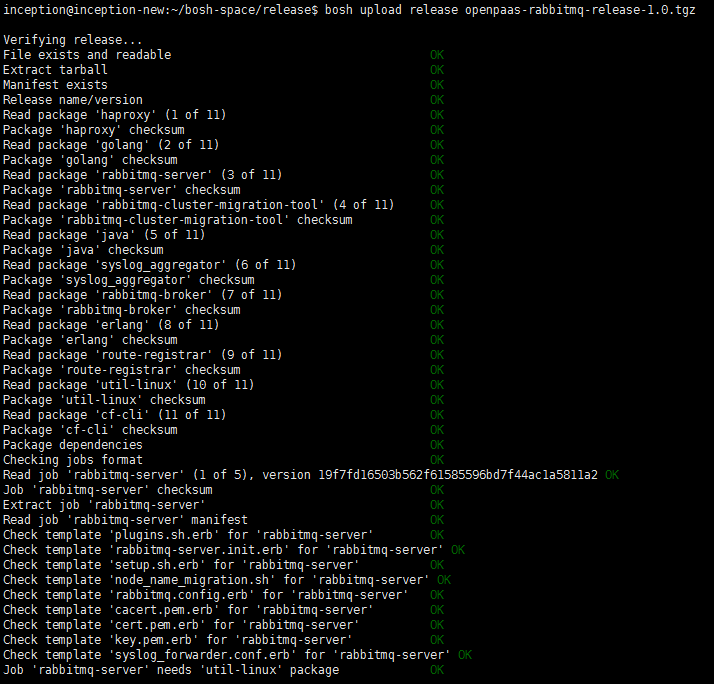 inception@inception-new:~/bosh-space/release$ bosh upload release openpaas-rabbitmq-release-1.0.tgz
Verifying release...
File exists and readable OK
Extract tarball OK
Manifest exists OK
Release name/version OK
Read package 'haproxy' (1 of 11) OK
Package 'haproxy' checksum OK
Read package 'golang' (2 of 11) OK
Package 'golang' checksum OK
Read package 'rabbitmq-server' (3 of 11) OK
Package 'rabbitmq-server' checksum OK
Read package 'rabbitmq-cluster-migration-tool' (4 of 11) OK
Package 'rabbitmq-cluster-migration-tool' checksum OK
Read package 'java' (5 of 11) OK
Package 'java' checksum OK
Read package 'syslog_aggregator' (6 of 11) OK
Package 'syslog_aggregator' checksum OK
Read package 'rabbitmq-broker' (7 of 11) OK
Package 'rabbitmq-broker' checksum OK
Read package 'erlang' (8 of 11) OK
Package 'erlang' checksum OK
Read package 'route-registrar' (9 of 11) OK
Package 'route-registrar' checksum OK
Read package 'util-linux' (10 of 11) OK
Package 'util-linux' checksum OK
Read package 'cf-cli' (11 of 11) OK
Package 'cf-cli' checksum OK
Package dependencies OK
Checking jobs format OK
Read job 'rabbitmq-server' (1 of 5), version 19f7fd16503b562f61585596bd7f44ac1a5811a2 OK
Job 'rabbitmq-server' checksum OK
Extract job 'rabbitmq-server' OK
Read job 'rabbitmq-server' manifest OK
Check template 'plugins.sh.erb' for 'rabbitmq-server' OK
Check template 'rabbitmq-server.init.erb' for 'rabbitmq-server' OK
Check template 'setup.sh.erb' for 'rabbitmq-server' OK
Check template 'node_name_migration.sh' for 'rabbitmq-server' OK
Check template 'rabbitmq.config.erb' for 'rabbitmq-server' OK
Check template 'cacert.pem.erb' for 'rabbitmq-server' OK
Check template 'cert.pem.erb' for 'rabbitmq-server' OK
Check template 'key.pem.erb' for 'rabbitmq-server' OK
Check template 'syslog_forwarder.conf.erb' for 'rabbitmq-server' OK
Job 'rabbitmq-server' needs 'util-linux' package OK